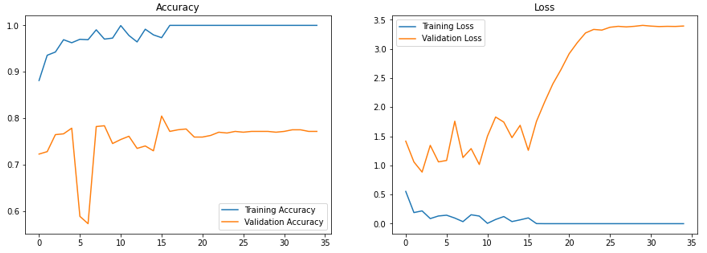 Accuracy
1.0
0.9
0.8
0.7
0.6
Training Accuracy
Validation Accuracy
0 5 10 15 20 25 30 35
Loss
3.5
3.0
2.5
2.0
1.5
1.0
0.5
0.0
Training Loss
Validation Loss
0 5 10 15 20 25 30 35